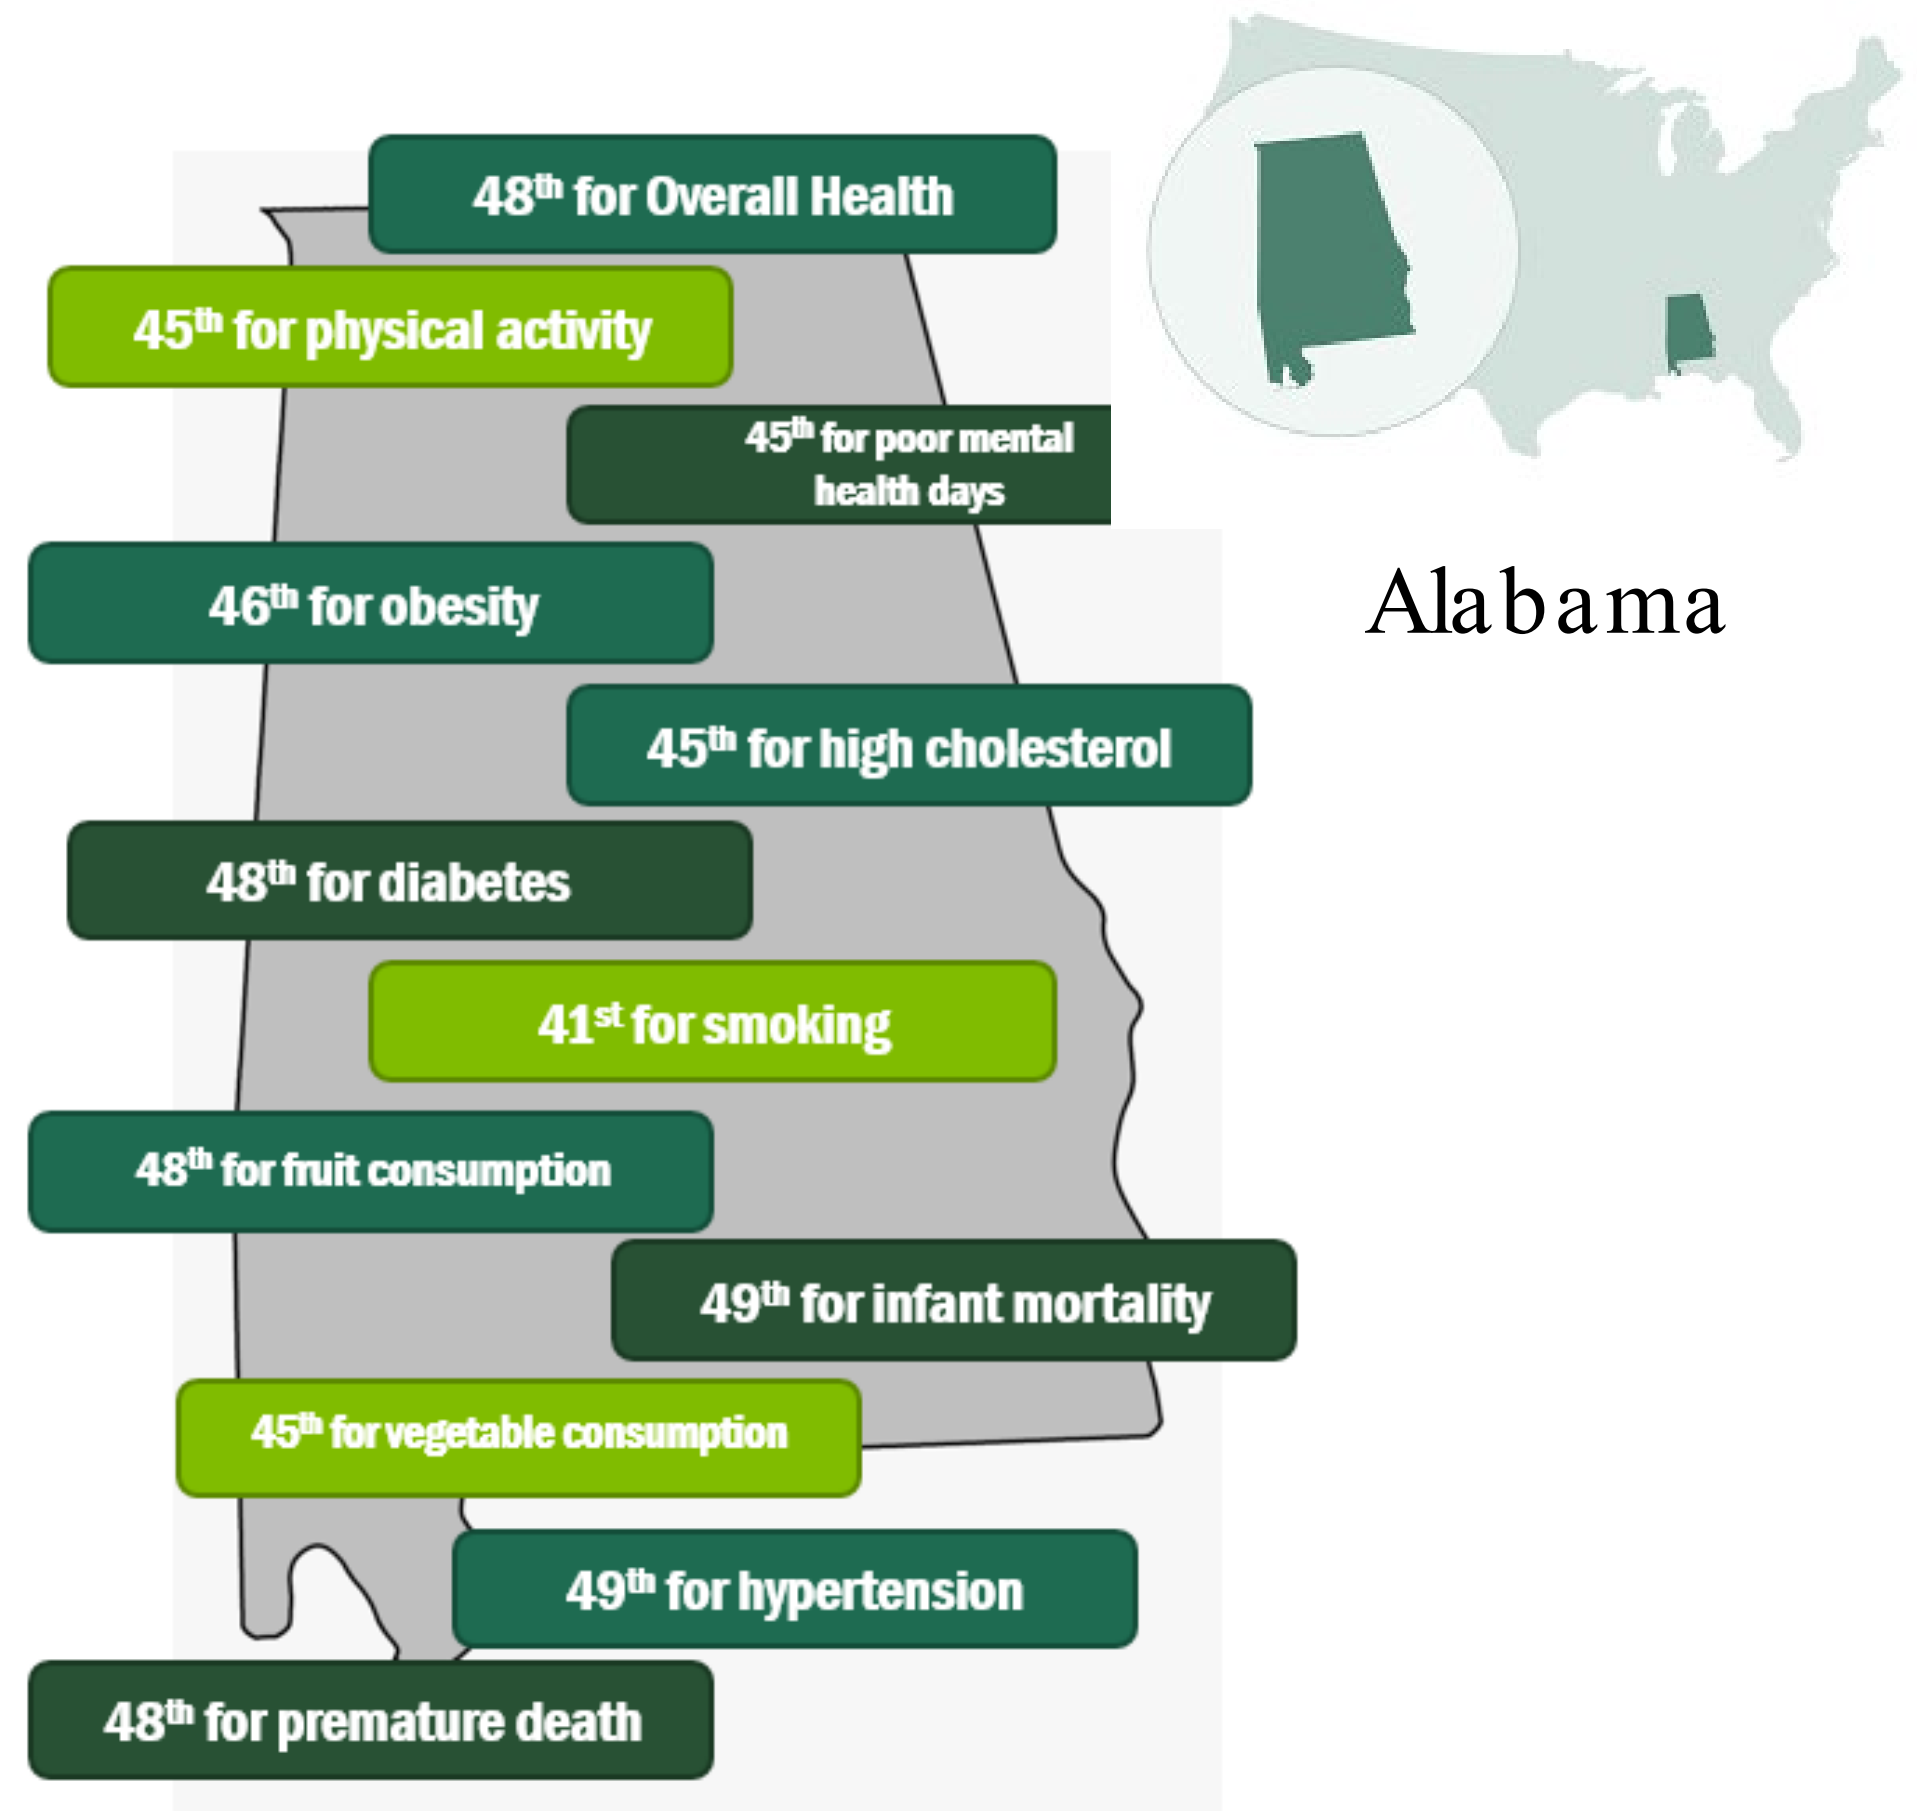 48th for Overall Health
45th for physical activity
45th for poor mental
health days
46th for obesity
Alabama
45th for high cholesterol
48th for diabetes
41st for smoking
48th for fruit consumption
49th for infant mortality
45th for vegetable consumption
49th for hypertension
48th for premature death